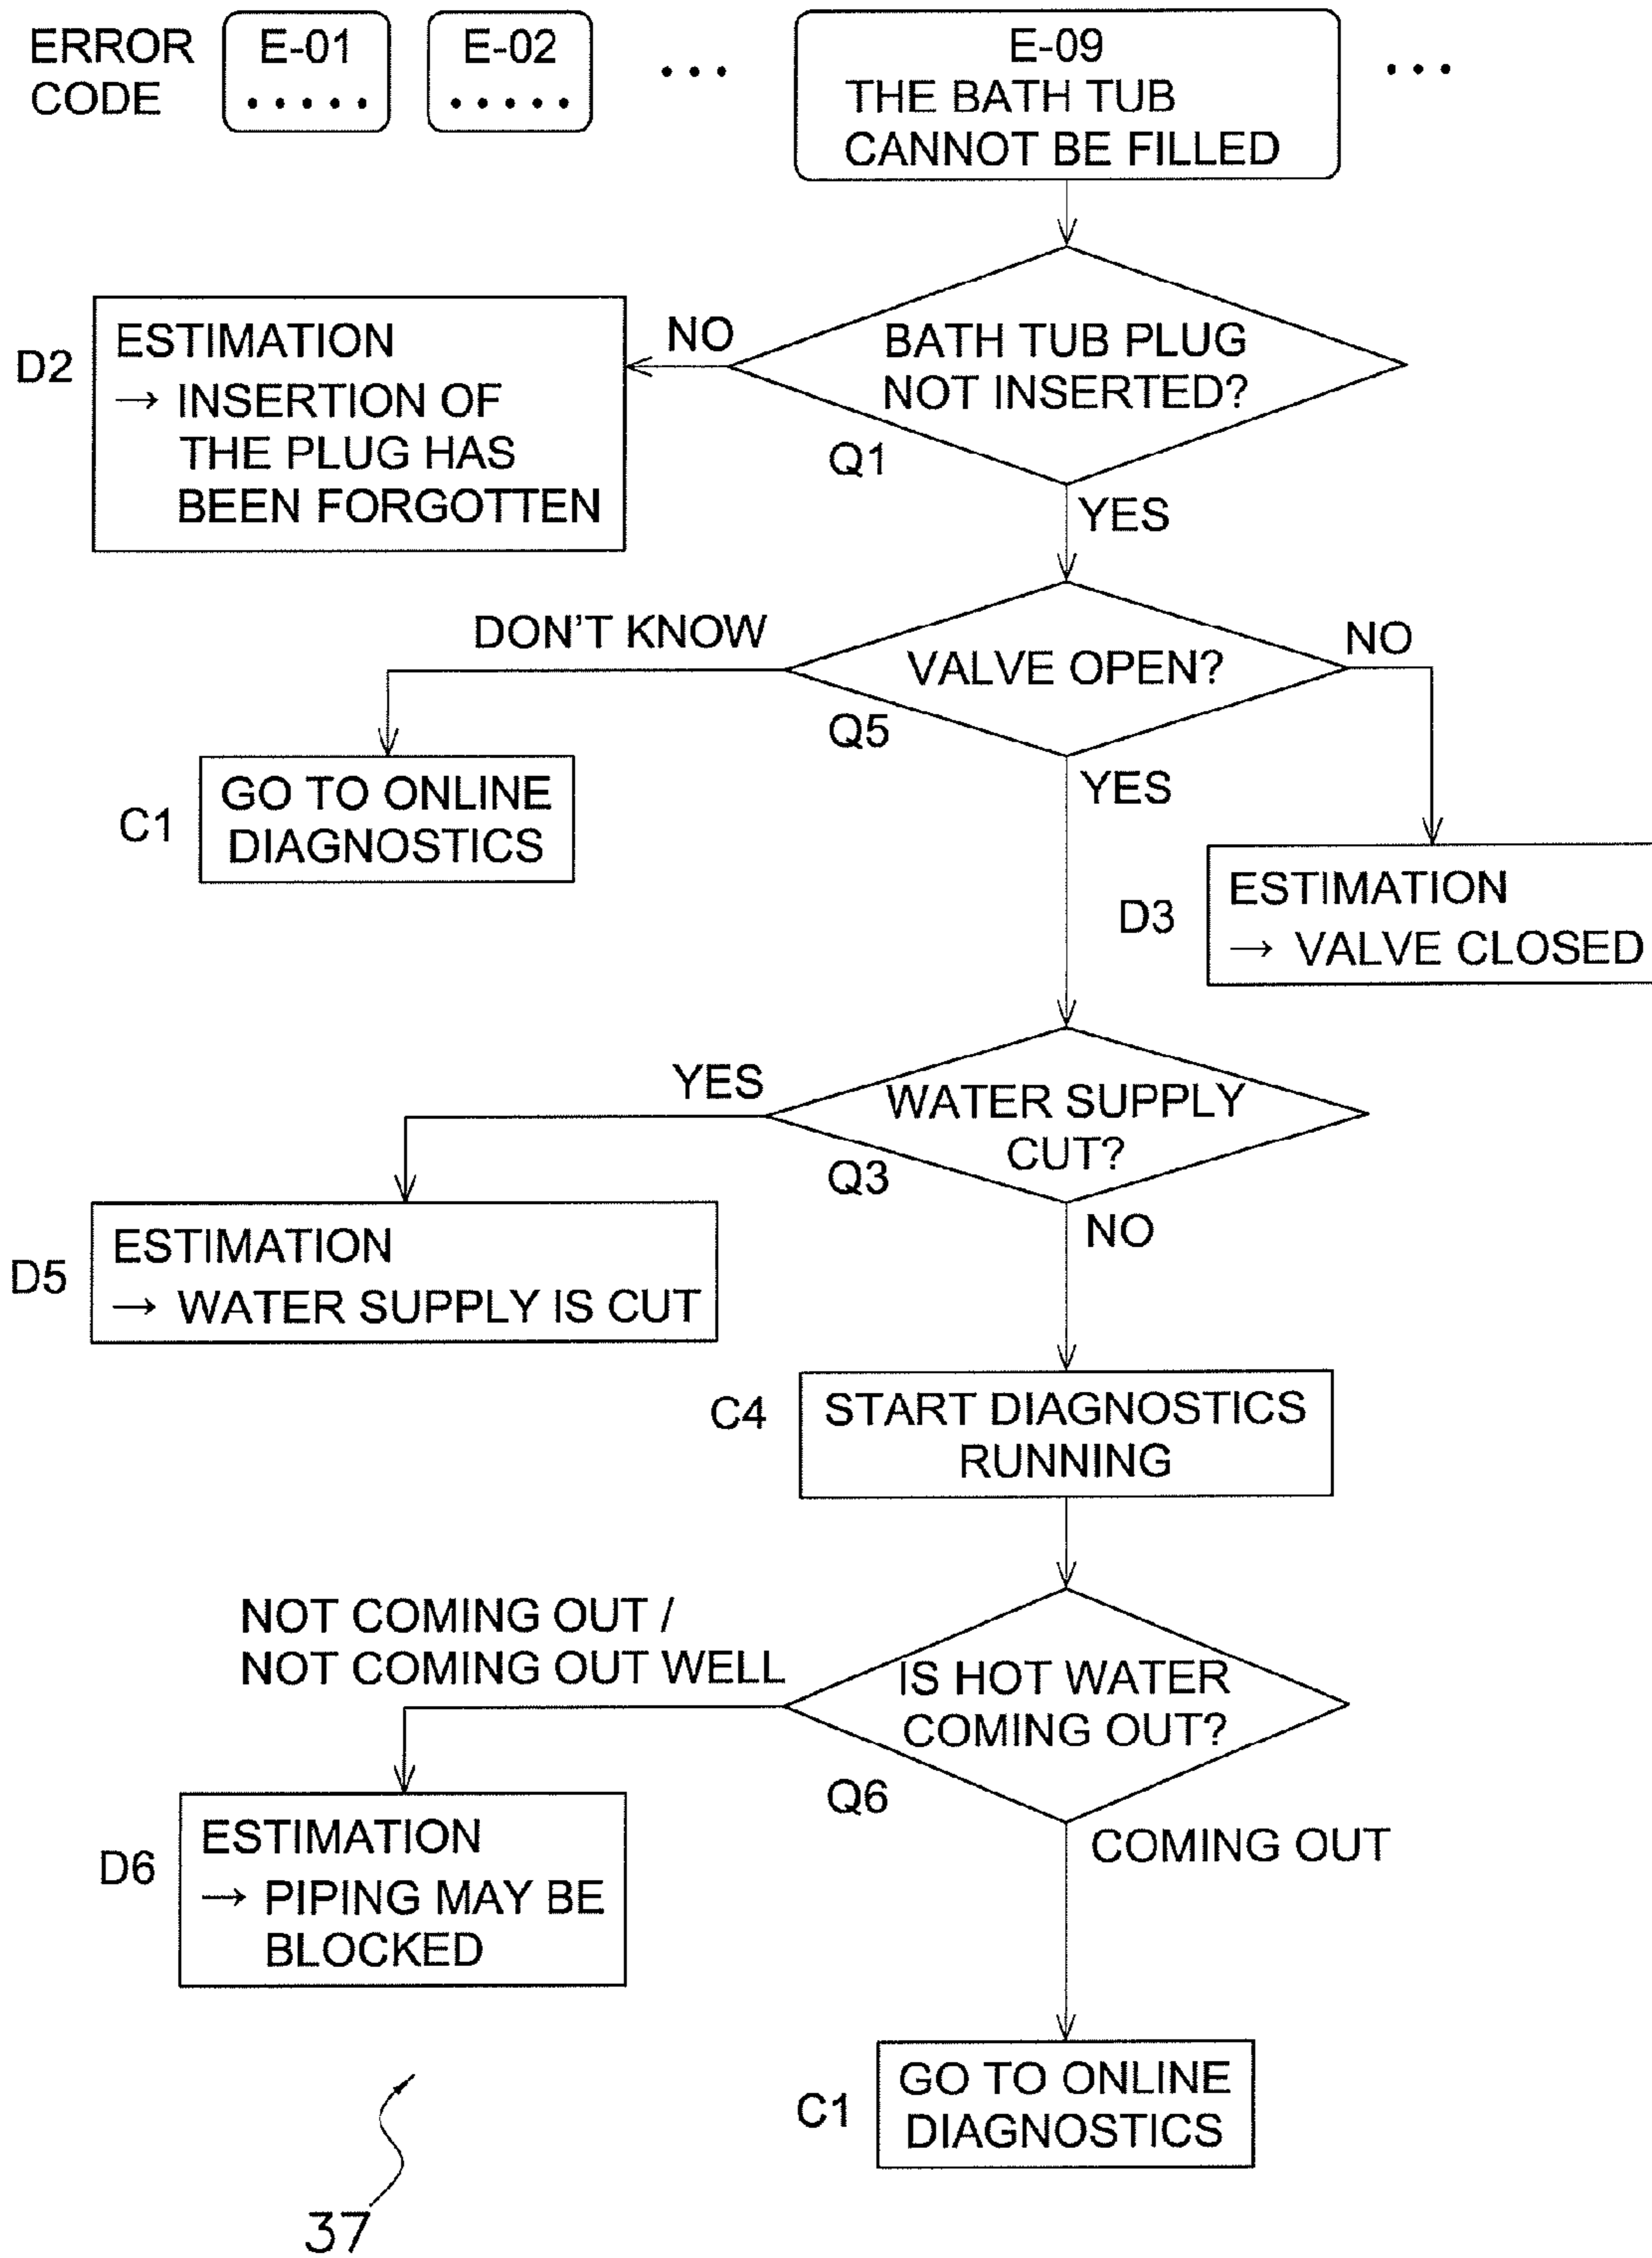 ERROR
CODE
E-01
.....
E-02
.....
...
E-09
THE BATH TUB
CANNOT BE FILLED
...
BATH TUB PLUG
NOT INSERTED?
Q1
NO
D2
ESTIMATION
→ INSERTION OF
THE PLUG HAS
BEEN FORGOTTEN
YES
VALVE OPEN?
Q5
DON'T KNOW
C1
GO TO ONLINE
DIAGNOSTICS
NO
D3
ESTIMATION
→ VALVE CLOSED
YES
WATER SUPPLY
CUT?
Q3
YES
D5
ESTIMATION
→ WATER SUPPLY IS CUT
NO
C4
START DIAGNOSTICS
RUNNING
IS HOT WATER
COMING OUT?
Q6
NOT COMING OUT /
NOT COMING OUT WELL
D6
ESTIMATION
→ PIPING MAY BE
BLOCKED
COMING OUT
C1
GO TO ONLINE
DIAGNOSTICS
37